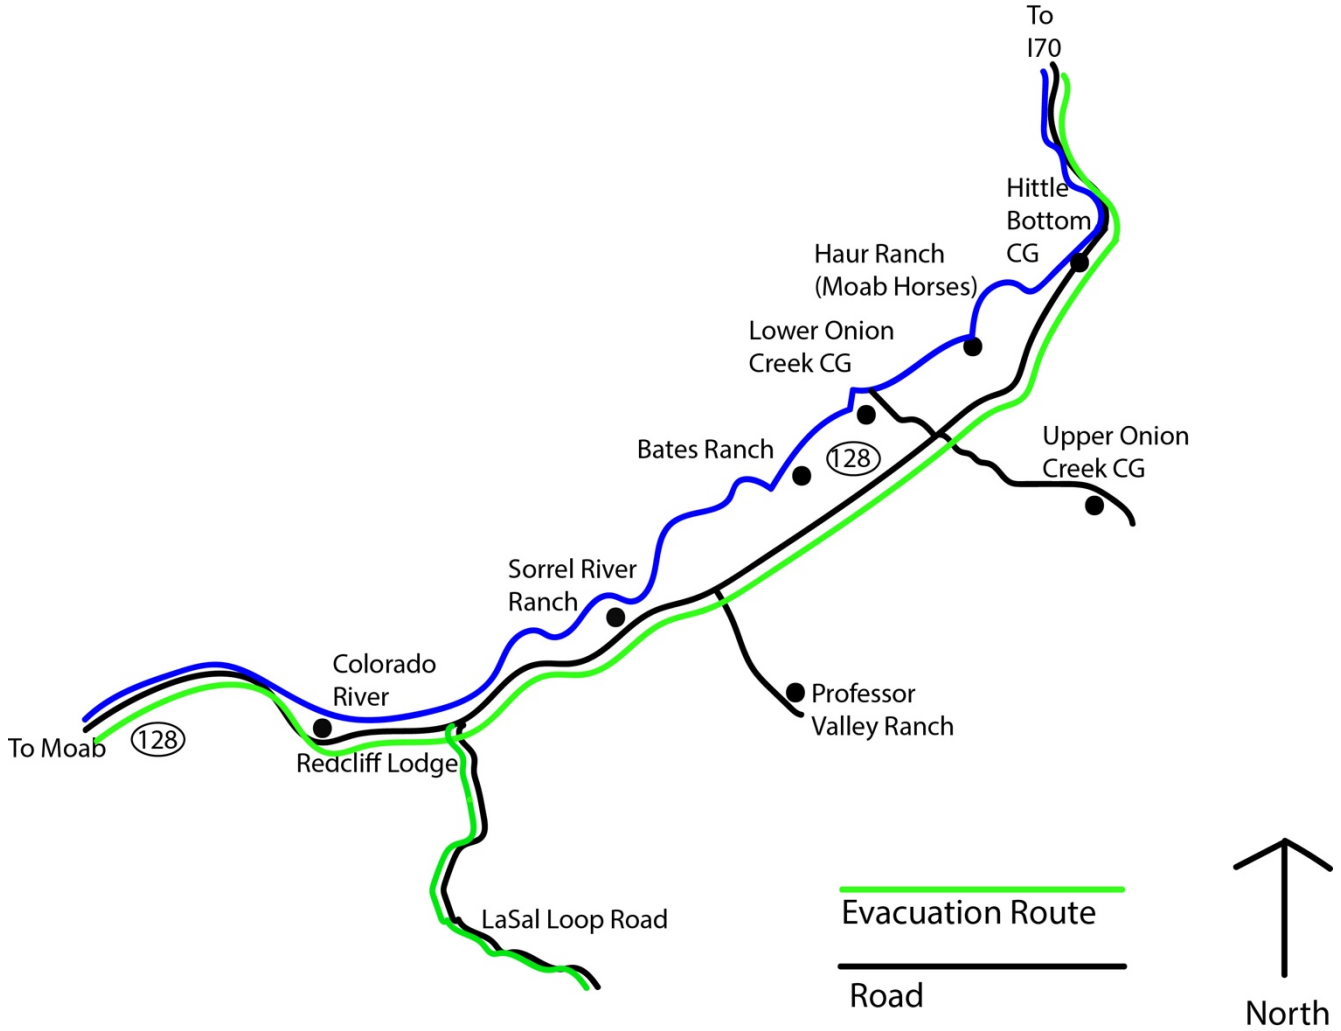 To
I70
Hittle
Bottom
CG
Haur Ranch
(Moab Horses)
Lower Onion
Creek CG
Upper Onion
Creek CG
Bates Ranch
128
Sorrel River
Ranch
Colorado
River
Professor
Valley Ranch
To Moab
128
Redcliff Lodge
LaSal Loop Road
Evacuation Route
Road
North